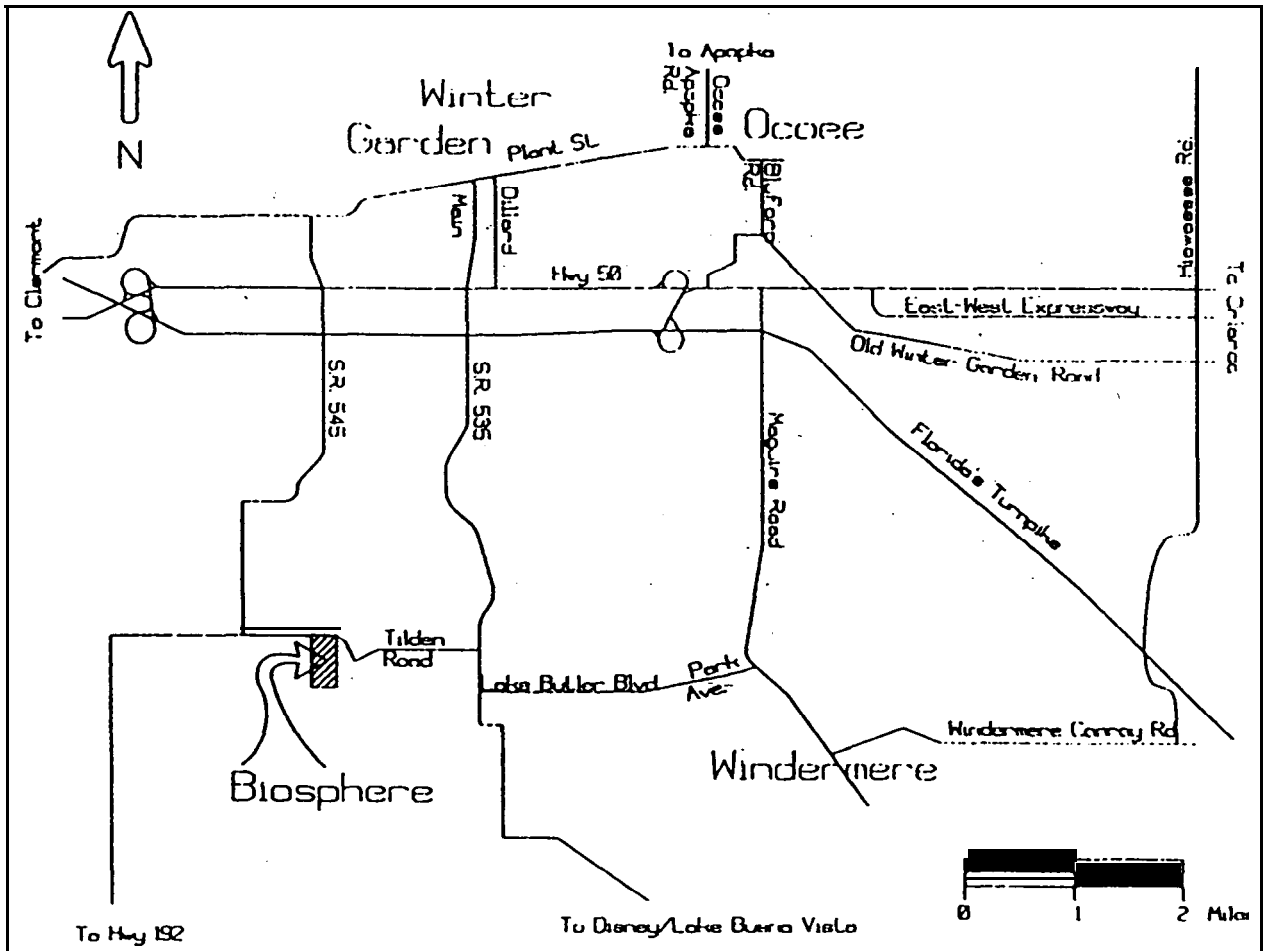 To Apopka
Ocoee
Apopka
Rd.
Winter
Garden
Ocoee
Plant St.
N
Main
Dillard
Bluford
Rd.
Hiawassee Rd.
To Clermont
Hwy 50
To Orlando
East-West Expressway
Old Winter Garden Road
S.R. 545
S.R. 535
Maguire Road
Florida's Turnpike
Tilden
Road
Lake Butler Blvd
Park
Ave.
Windermere Conroy Rd
Windermere
Biosphere
0 1 2 Miles
To Hwy 192
To Disney/Lake Buena Vista